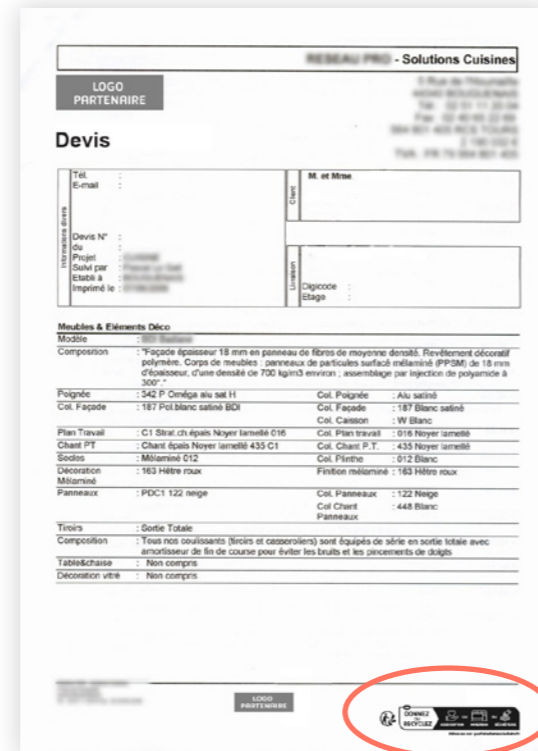 - Solutions Cuisines
LOGO
PARTENAIRE
Devis
Informations divers
Tél. :
E-mail :
Devis N° :
du :
Projet :
Suivi par :
Etabli à :
Imprimé le :
Client
M. et Mme
Livraison
Digicode :
Etage :
Meubles & Eléments Déco
Modèle :
Composition : "Façade épaisseur 18 mm en panneau de fibres de moyenne densité. Revêtement décoratif
polymère. Corps de meubles : panneaux de particules surfacé mélaminé (PPSM) de 18 mm
d'épaisseur, d'une densité de 700 kg/m3 environ ; assemblage par injection de polyamide à
300°."
Poignée : 342 P Oméga alu sat H Col. Poignée : Alu satiné
Col. Façade : 187 Pol.blanc satiné BDI Col. Façade : 187 Blanc satiné
Col. Caisson : W Blanc
Plan Travail : C1 Strat.ch.épais Noyer lamellé 016 Col. Plan travail : 016 Noyer lamellé
Chant PT : Chant épais Noyer lamellé 435 C1 Col. Chant P.T. : 435 Noyer lamellé
Socles : Mélaminé 012 Col. Plinthe : 012 Blanc
Décoration : 163 Hêtre roux Finition mélaminé : 163 Hêtre roux
Mélaminé
Panneaux : PDC1 122 neige Col. Panneaux : 122 Neige
Col Chant : 448 Blanc
Panneaux
Tiroirs : Sortie Totale
Composition : Tous nos coulissants (tiroirs et casseroliers) sont équipés de série en sortie totale avec
amortisseur de fin de course pour éviter les bruits et les pincements de doigts
Table&chaise : Non compris
Décoration vitré : Non compris
LOGO
PARTENAIRE
DONNEZ
OU
RECYCLEZ